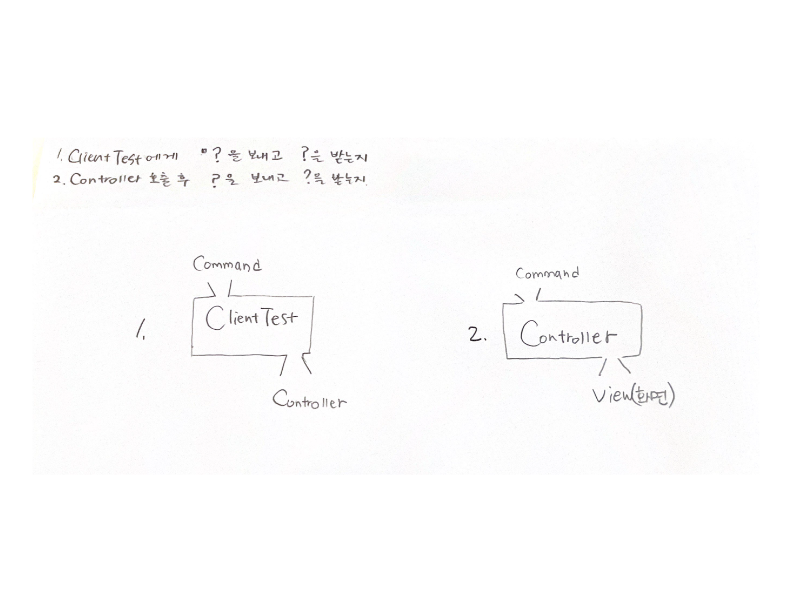 1. Client Test 에게 ? 을 보내고 ?을 받는지
2. Controller 호출 후 ? 을 보내고 ?을 받는지.
Command
1. Client Test
Controller
Command
2. Controller
View(화면)